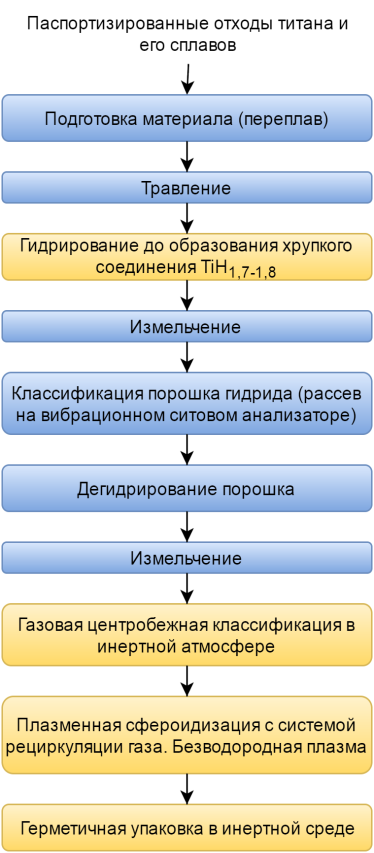 Паспортизированные отходы титана и
его сплавов
Подготовка материала (переплав)
Травление
Гидрирование до образования хрупкого
соединения TiH1,7-1,8
Измельчение
Классификация порошка гидрида (рассев
на вибрационном ситовом анализаторе)
Дегидрирование порошка
Измельчение
Газовая центробежная классификация в
инертной атмосфере
Плазменная сфероидизация с системой
рециркуляции газа. Безводородная плазма
Герметичная упаковка в инертной среде